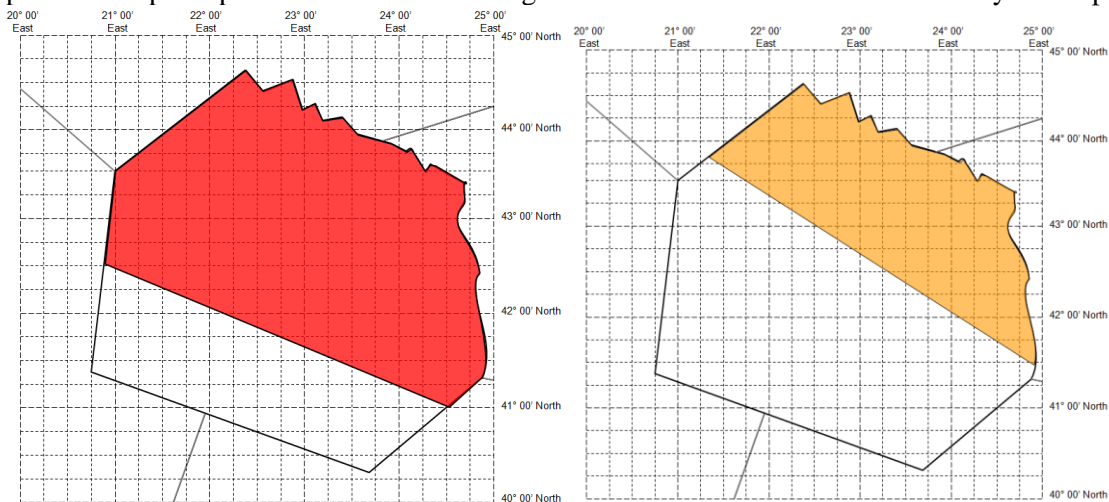 20° 00' East
21° 00' East
22° 00' East
23° 00' East
24° 00' East
25° 00' East
45° 00' North
44° 00' North
43° 00' North
42° 00' North
41° 00' North
40° 00' North
20° 00' East
21° 00' East
22° 00' East
23° 00' East
24° 00' East
25° 00' East
45° 00' North
44° 00' North
43° 00' North
42° 00' North
41° 00' North
40° 00' North